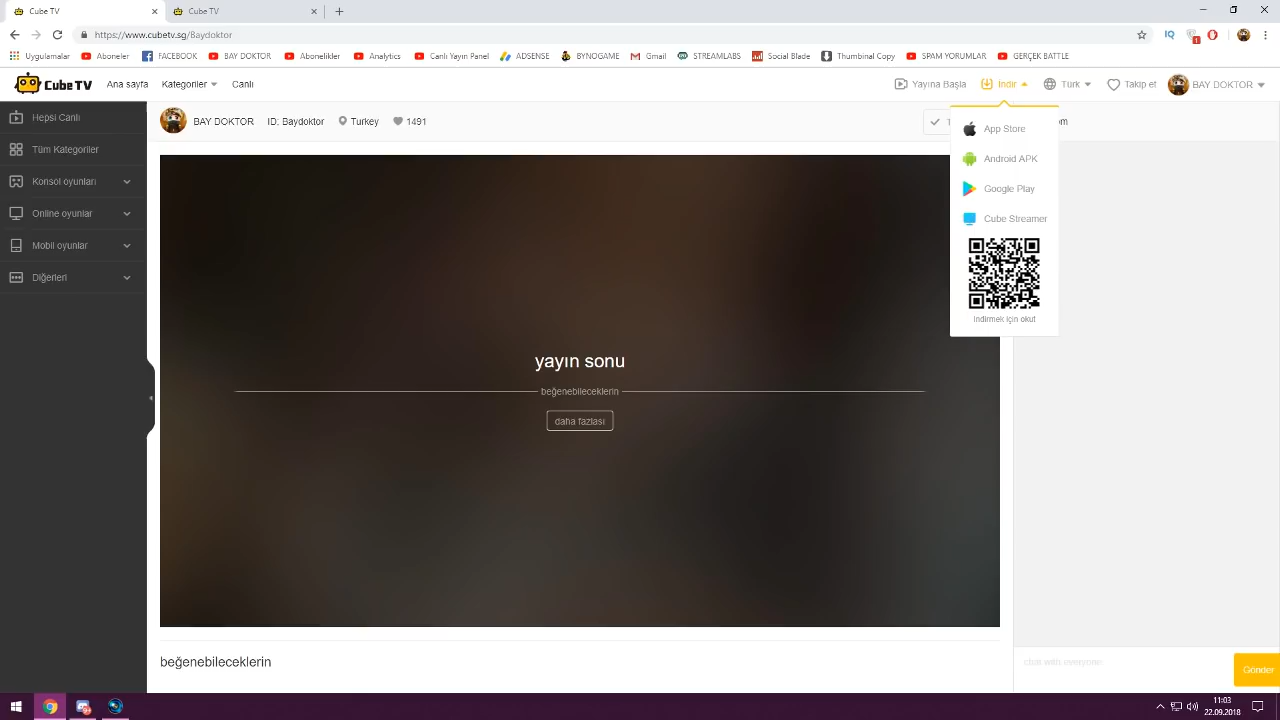 Cube TV
Cube TV
https://www.cubetv.sg/Baydoktor
1
Uygulamalar Aboneler FACEBOOK BAY DOKTOR Abonelikler Analytics Canlı Yayın Panel ADSENSE BYNOGAME Gmail STREAMLABS Social Blade Thumbinal Copy SPAM YORUMLAR GERÇEK BATTLE
Cube TV Ana sayfa Kategoriler Canlı Yayına Başla İndir Türk Takip et BAY DOKTOR
Hepsi Canlı
Tüm Kategoriler
Konsol oyunları
Online oyunlar
Mobil oyunlar
Diğerleri
BAY DOKTOR ID: Baydoktor Turkey 1491
App Store
Android APK
Google Play
Cube Streamer
indirmek için okut
yayın sonu
beğenebileceklerin
daha fazlası
beğenebileceklerin
chat with everyone.
Gönder
11:03
22.09.2018